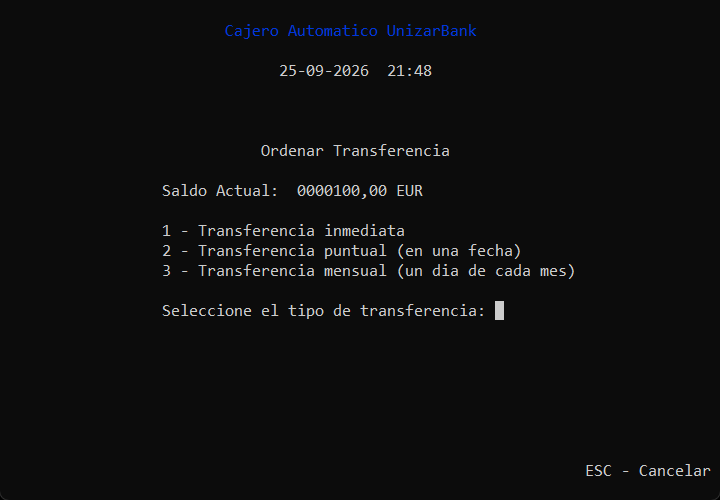 Cajero Automatico UnizarBank
25-09-2026  21:48
Ordenar Transferencia
Saldo Actual:  0000100,00 EUR
1 - Transferencia inmediata
2 - Transferencia puntual (en una fecha)
3 - Transferencia mensual (un dia de cada mes)
Seleccione el tipo de transferencia:
ESC - Cancelar